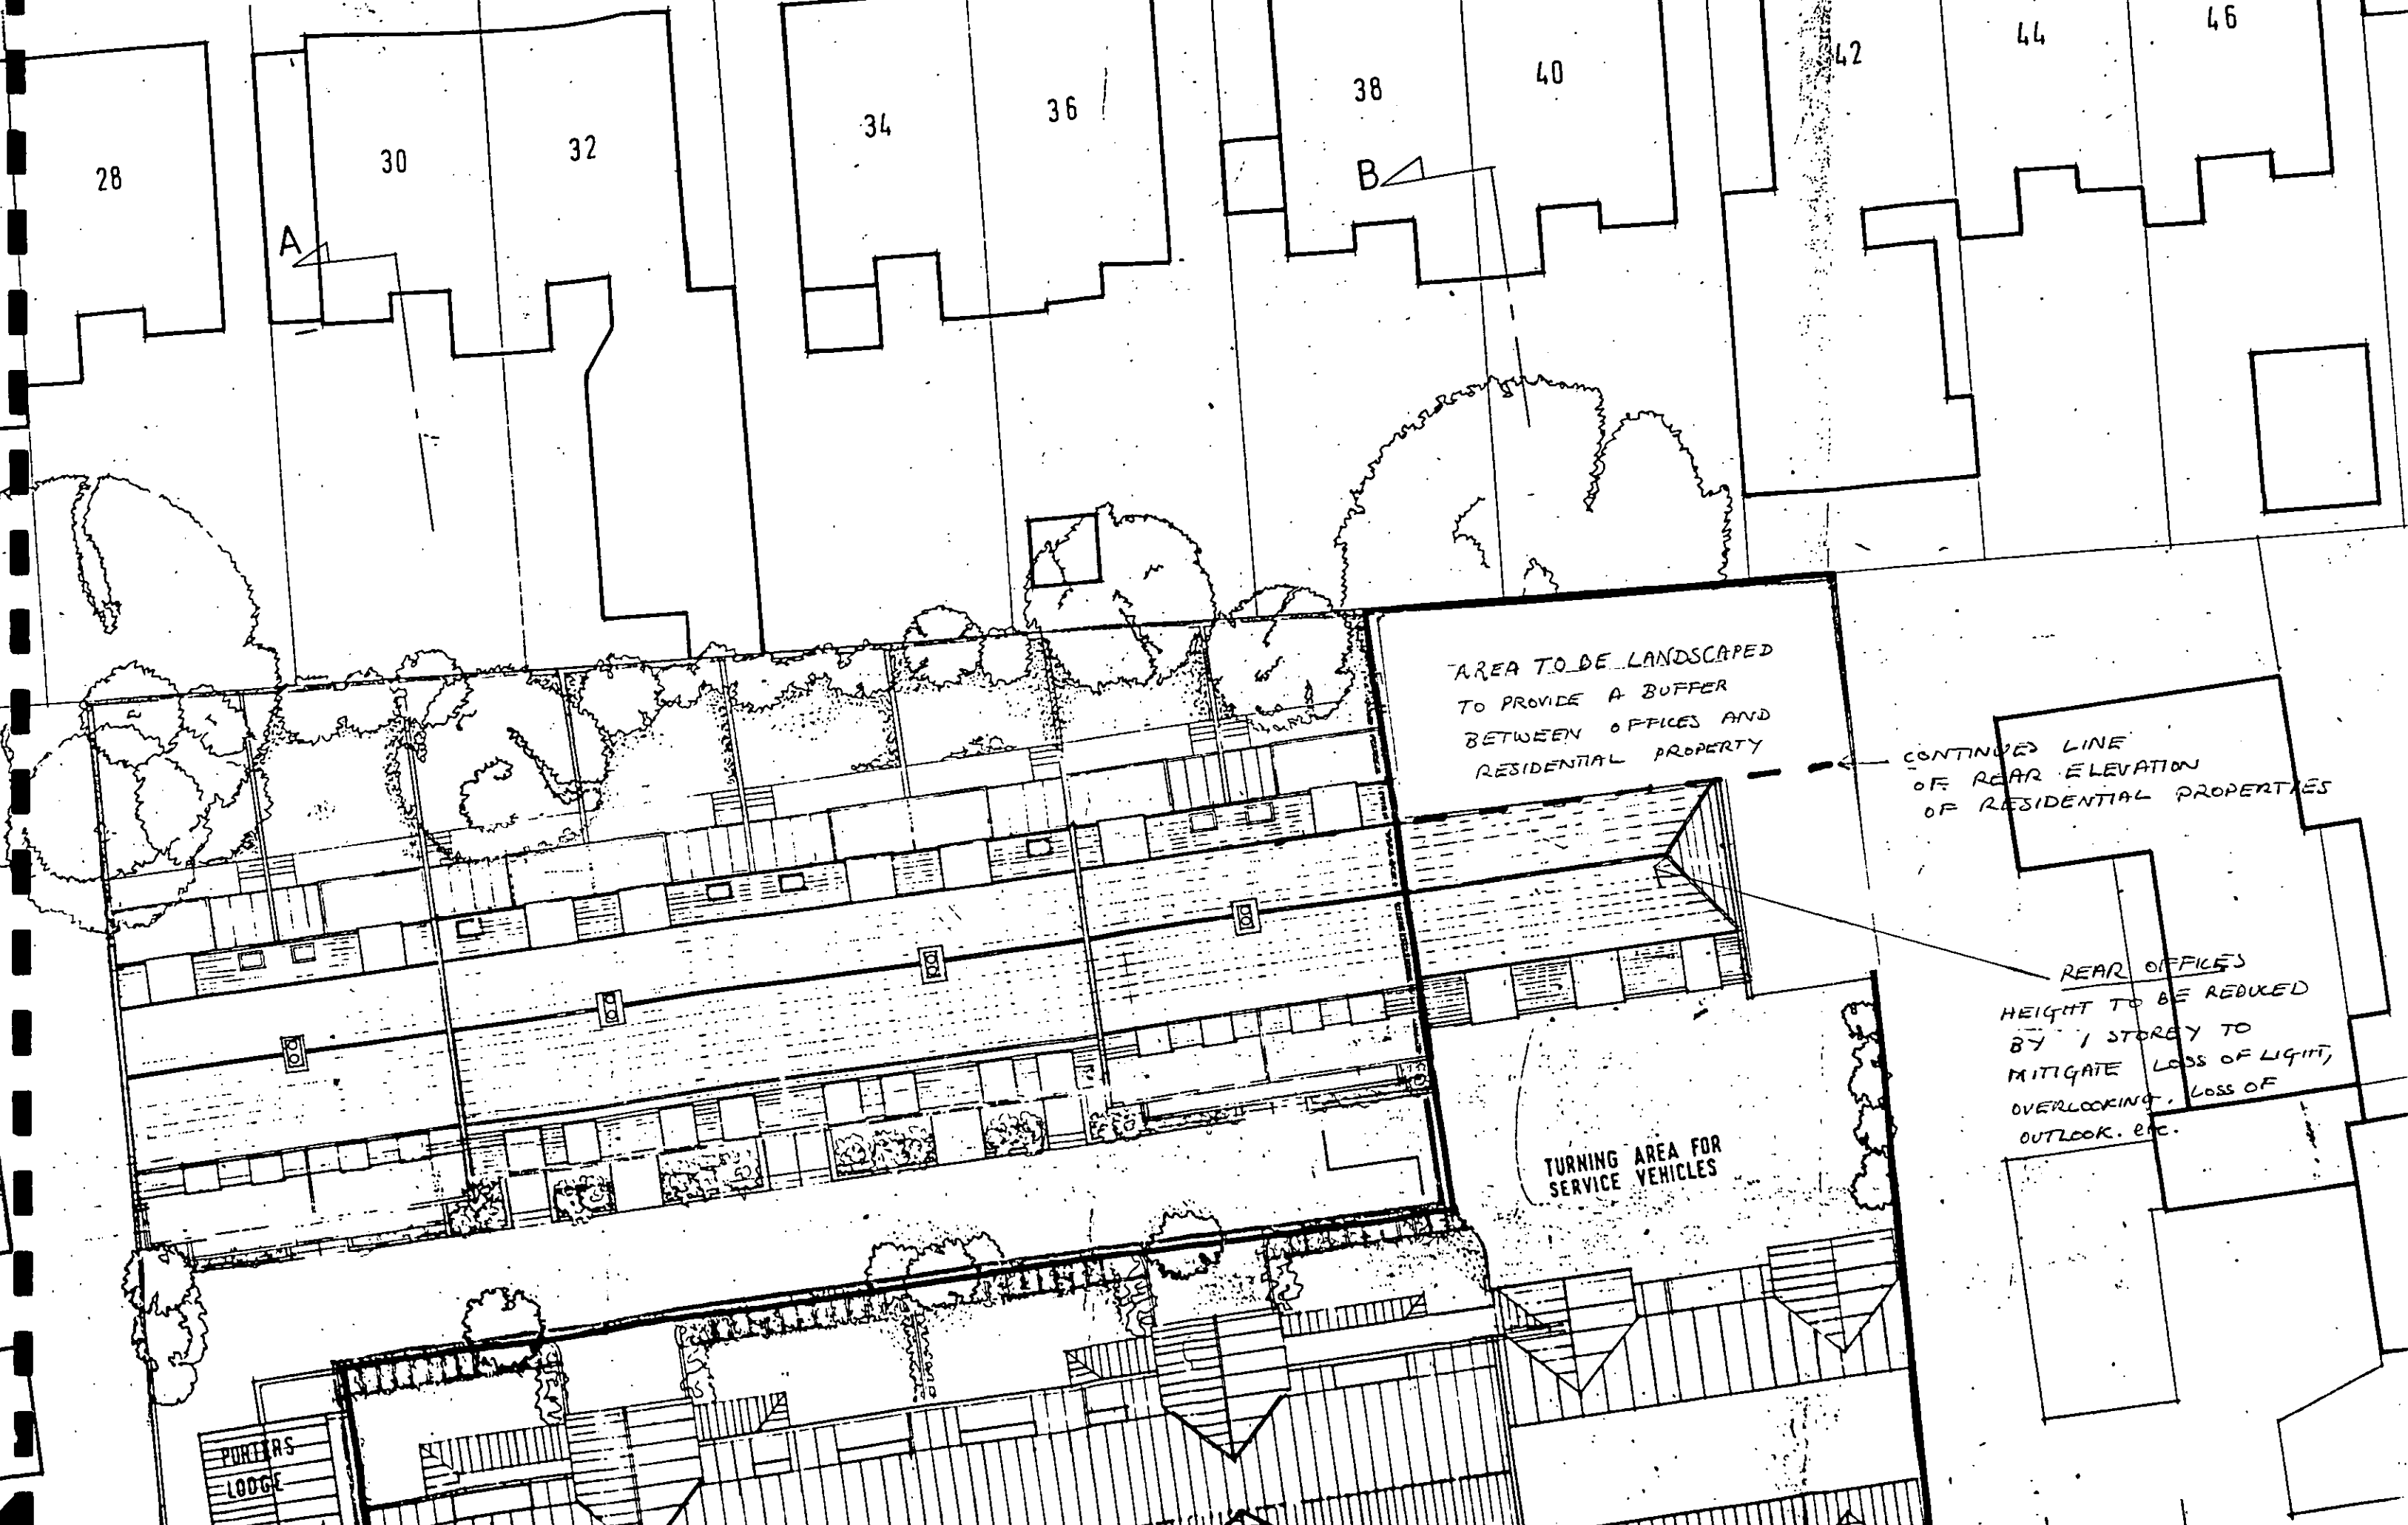 28
30
32
34
36
38
40
42
44
46
A
B
AREA TO BE LANDSCAPED
TO PROVIDE A BUFFER
BETWEEN OFFICES AND
RESIDENTIAL PROPERTY
CONTINUES LINE
OF REAR ELEVATION
OF RESIDENTIAL PROPERTIES
REAR OFFICES
HEIGHT TO BE REDUCED
BY 1 STOREY TO
MITIGATE LOSS OF LIGHT,
OVERLOOKING, LOSS OF
OUTLOOK. etc.
TURNING AREA FOR
SERVICE VEHICLES
PORTERS
LODGE